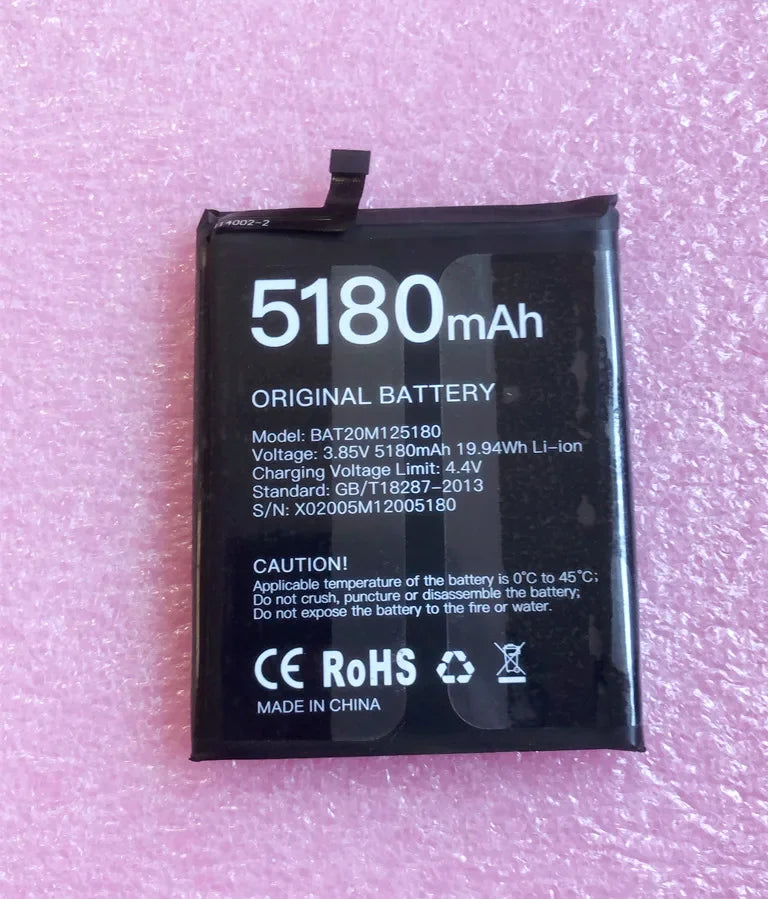 4002-2
5180mAh
ORIGINAL BATTERY
Model: BAT20M125180
Voltage: 3.85V 5180mAh 19.94Wh Li-ion
Charging Voltage Limit: 4.4V
Standard: GB/T18287-2013
S/N: X02005M12005180
CAUTION!
Applicable temperature of the battery is 0°C to 45°C;
Do not crush, puncture or disassemble the battery;
Do not expose the battery to the fire or water.
CE RoHS
MADE IN CHINA